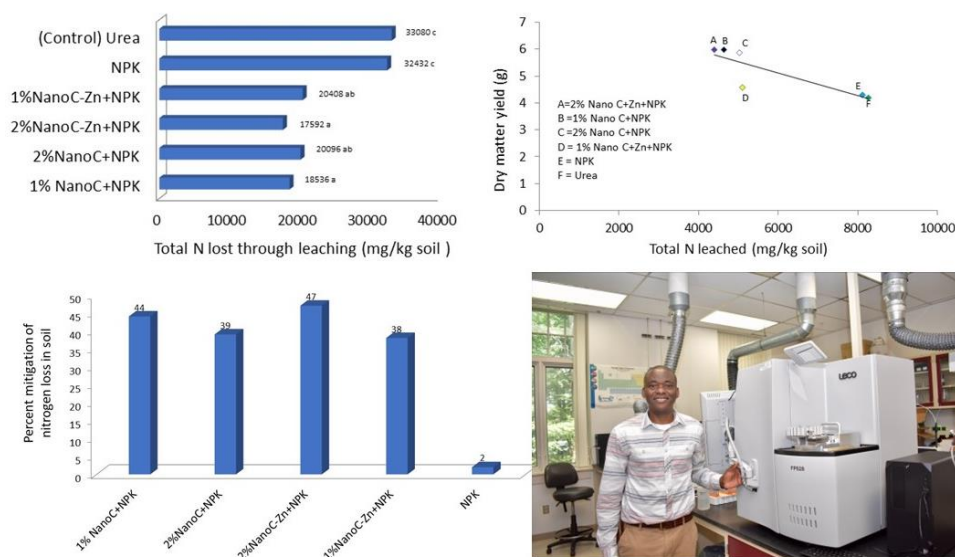 (Control) Urea
33080 c
NPK
32432 c
1%NanoC-Zn+NPK
20408 ab
2%NanoC-Zn+NPK
17592 a
2%NanoC+NPK
20096 ab
1% NanoC+NPK
18536 a
0 10000 20000 30000 40000
Total N lost through leaching (mg/kg soil )
Dry matter yield (g)
7
6
5
4
3
2
1
0
A B C
D
E
F
A=2% Nano C+Zn+NPK
B =1% Nano C+NPK
C =2% Nano C+NPK
D = 1% Nano C+Zn+NPK
E = NPK
F = Urea
0 2000 4000 6000 8000 10000
Total N leached (mg/kg soil)
Percent mitigation of
nitrogen loss in soil
50
45
40
35
30
25
20
15
10
5
0
44
39
47
38
2
1% NanoC+NPK
2%NanoC+NPK
2%NanoC-Zn+NPK
1%NanoC-Zn+NPK
NPK
LECO
FP828